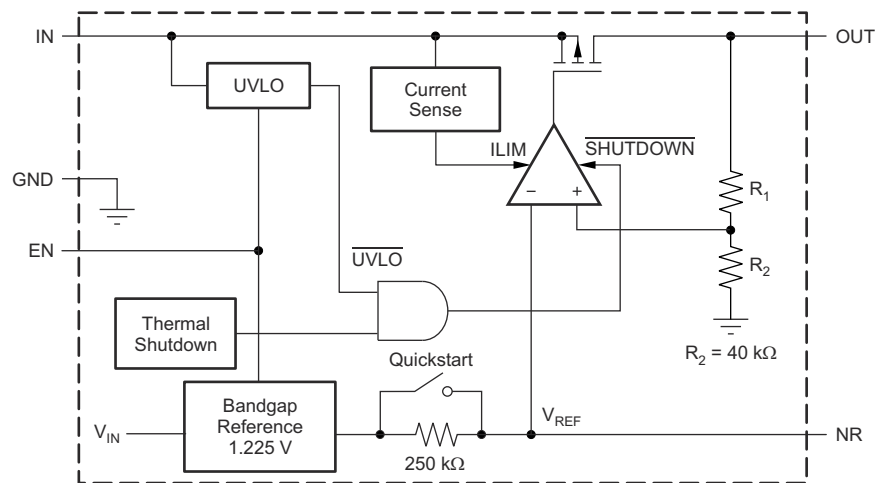 IN
OUT
UVLO
Current
Sense
ILIM
SHUTDOWN
GND
− +
R1
EN
UVLO
R2
Thermal
Shutdown
Quickstart
R2 = 40 kΩ
Bandgap
Reference
1.225 V
VIN
VREF
NR
250 kΩ